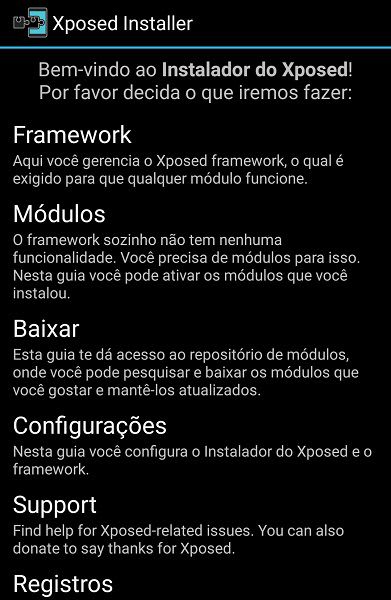 Xposed Installer
Bem-vindo ao Instalador do Xposed!
Por favor decida o que iremos fazer:
Framework
Aqui você gerencia o Xposed framework, o qual é
exigido para que qualquer módulo funcione.
Módulos
O framework sozinho não tem nenhuma
funcionalidade. Você precisa de módulos para isso.
Nesta guia você pode ativar os módulos que você
instalou.
Baixar
Esta guia te dá acesso ao repositório de módulos,
onde você pode pesquisar e baixar os módulos que
você gostar e mantê-los atualizados.
Configurações
Nesta guia você configura o Instalador do Xposed e o
framework.
Support
Find help for Xposed-related issues. You can also
donate to say thanks for Xposed.
Registros